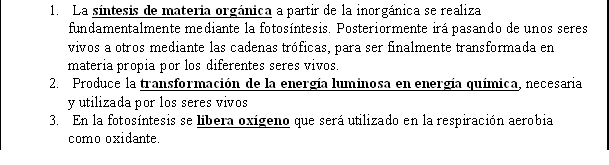 1. La síntesis de materia orgánica a partir de la inorgánica se realiza
fundamentalmente mediante la fotosíntesis. Posteriormente irá pasando de unos seres
vivos a otros mediante las cadenas tróficas, para ser finalmente transformada en
materia propia por los diferentes seres vivos.
2. Produce la transformación de la energía luminosa en energía química, necesaria
y utilizada por los seres vivos
3. En la fotosíntesis se libera oxígeno que será utilizado en la respiración aerobia
como oxidante.